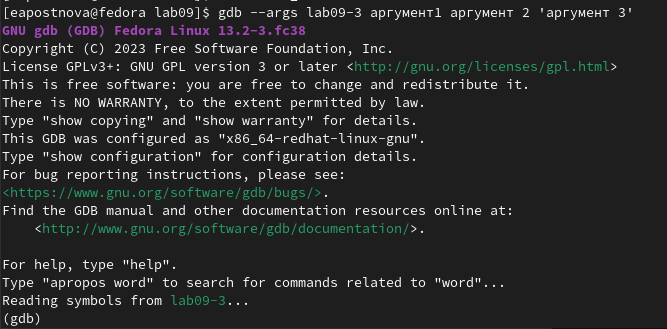 [eapostnova@fedora lab09]$ gdb --args lab09-3 аргумент1 аргумент 2 'аргумент 3'
GNU gdb (GDB) Fedora Linux 13.2-3.fc38
Copyright (C) 2023 Free Software Foundation, Inc.
License GPLv3+: GNU GPL version 3 or later <http://gnu.org/licenses/gpl.html>
This is free software: you are free to change and redistribute it.
There is NO WARRANTY, to the extent permitted by law.
Type "show copying" and "show warranty" for details.
This GDB was configured as "x86_64-redhat-linux-gnu".
Type "show configuration" for configuration details.
For bug reporting instructions, please see:
<https://www.gnu.org/software/gdb/bugs/>.
Find the GDB manual and other documentation resources online at:
    <http://www.gnu.org/software/gdb/documentation/>.

For help, type "help".
Type "apropos word" to search for commands related to "word"...
Reading symbols from lab09-3...
(gdb)